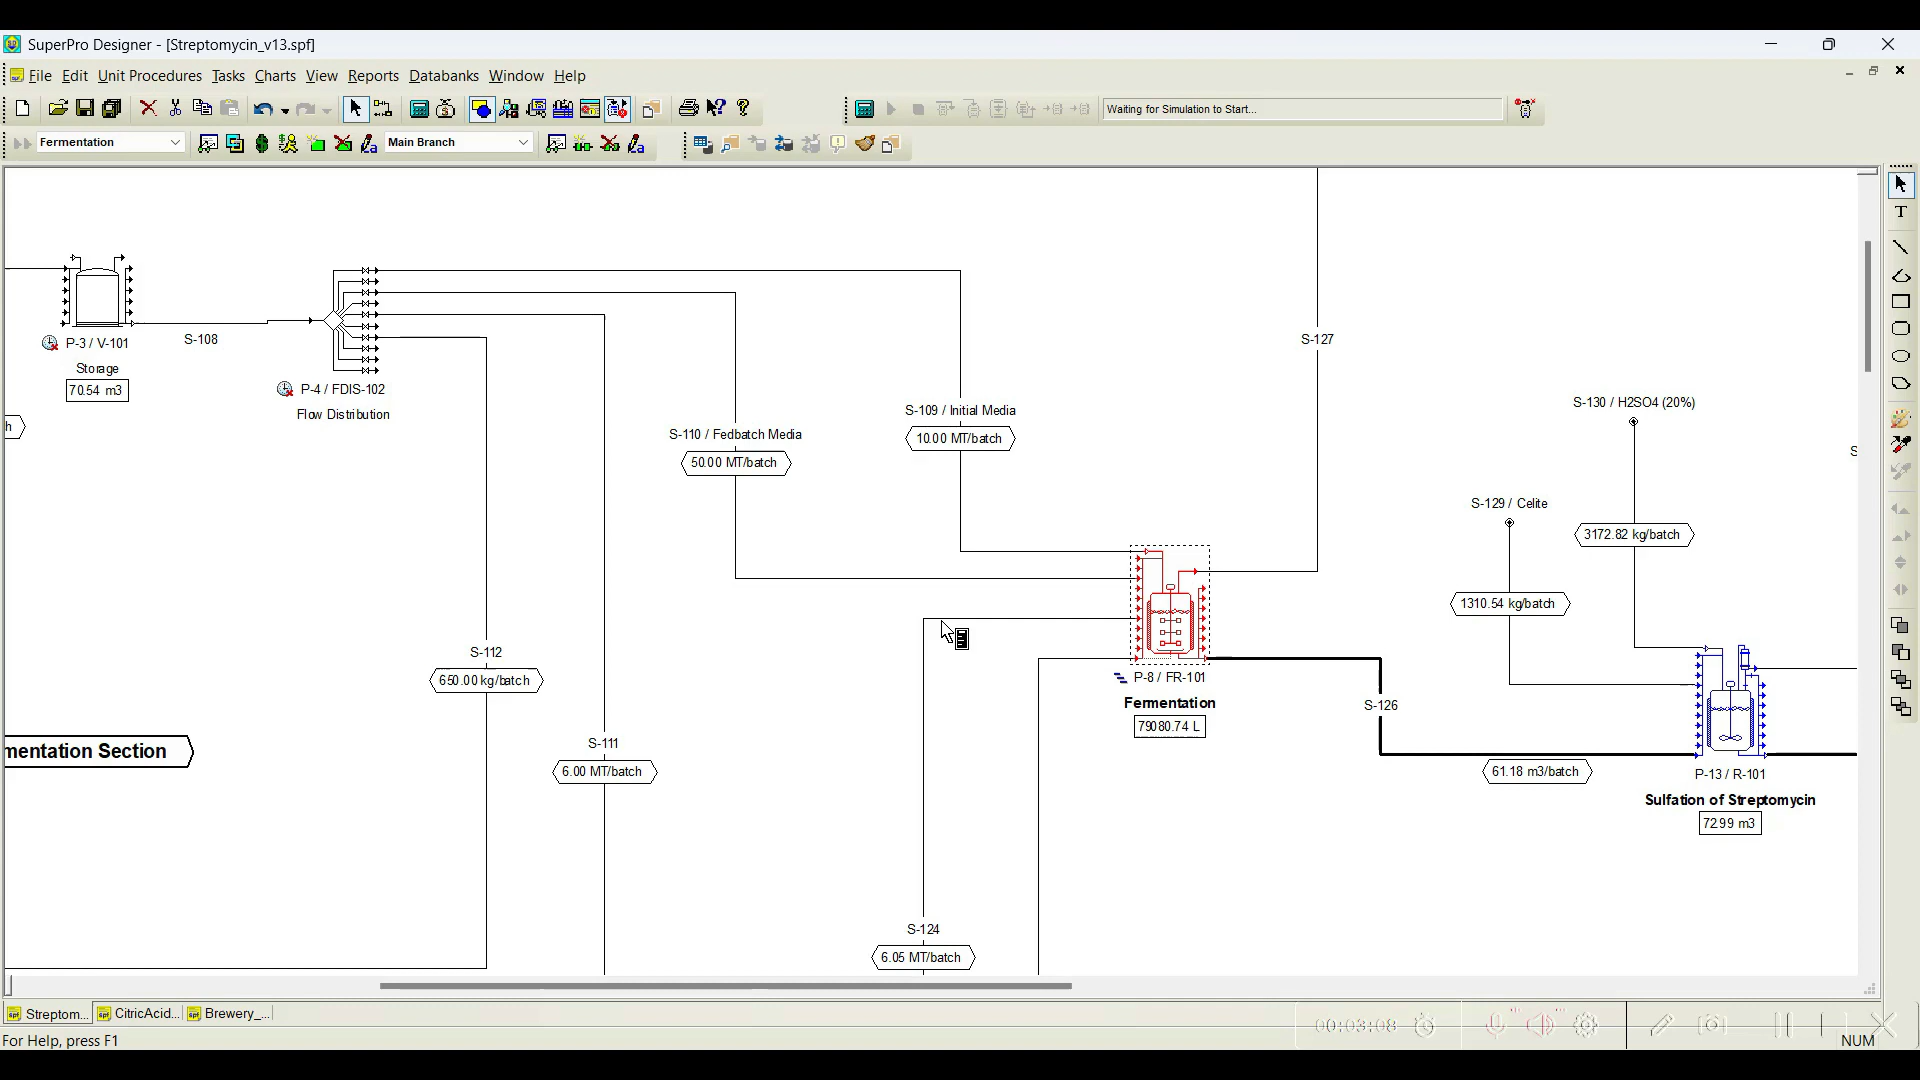 SuperPro Designer - [Streptomycin_v13.spf]
File Edit Unit Procedures Tasks Charts View Reports Databanks Window Help
Waiting for Simulation to Start...
Fermentation
Main Branch
S-108
P-3 / V-101
Storage
70.54 m3
P-4 / FDIS-102
Flow Distribution
h
S-110 / Fedbatch Media
50.00 MT/batch
S-109 / Initial Media
10.00 MT/batch
S-127
S-130 / H2SO4 (20%)
3172.82 kg/batch
S-129 / Celite
1310.54 kg/batch
S
S-112
650.00 kg/batch
S-111
6.00 MT/batch
mentation Section
P-8 / FR-101
Fermentation
79080.74 L
S-126
61.18 m3/batch
P-13 / R-101
Sulfation of Streptomycin
72.99 m3
S-124
6.05 MT/batch
Streptom...
CitricAcid...
Brewery_...
00:03:08
For Help, press F1
NUM
T